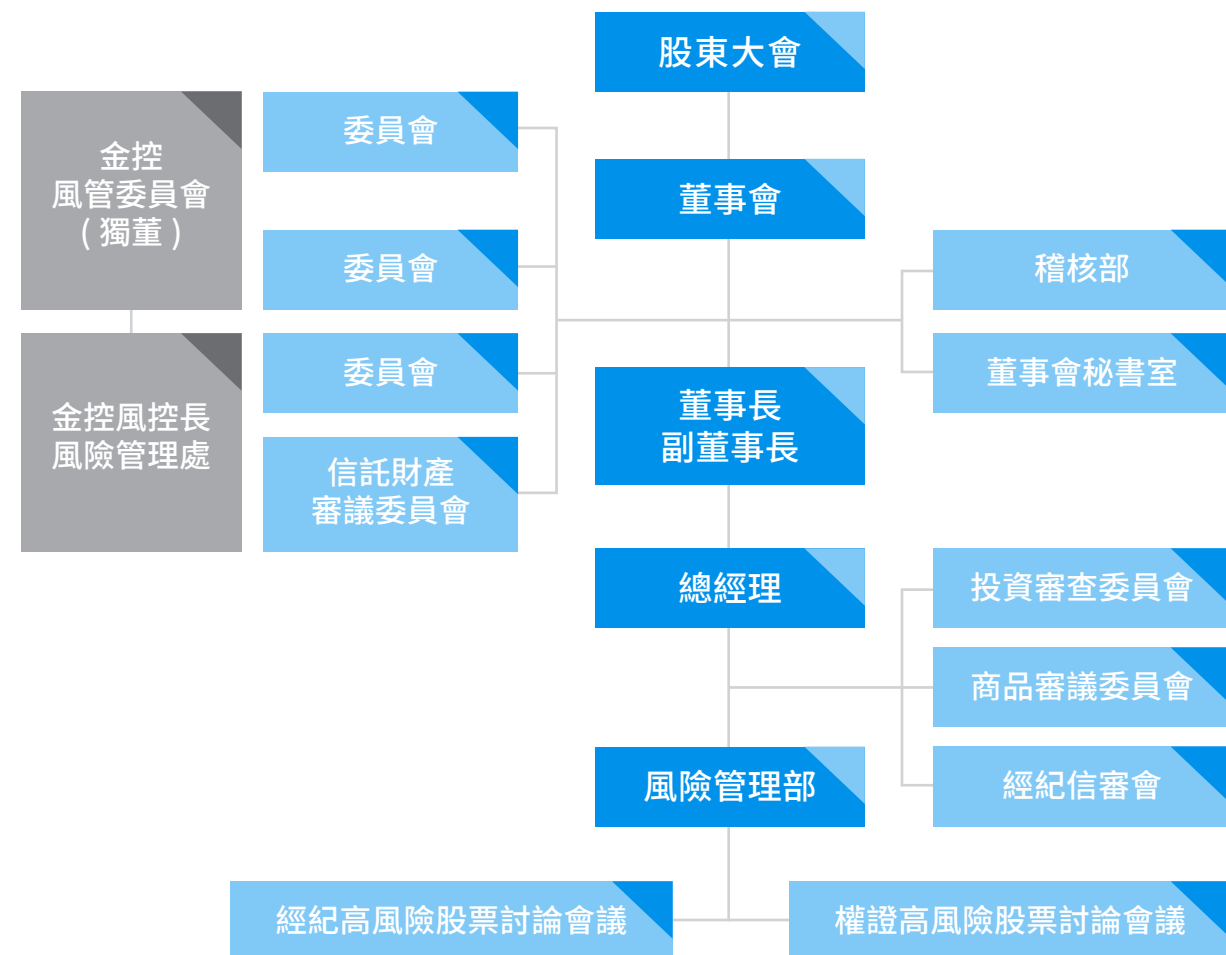 股東大會
金控
風管委員會
( 獨董 )
委員會
董事會
委員會
稽核部
金控風控長
風險管理處
委員會
董事長
副董事長
董事會秘書室
信託財產
審議委員會
總經理
投資審查委員會
商品審議委員會
風險管理部
經紀信審會
經紀高風險股票討論會議
權證高風險股票討論會議